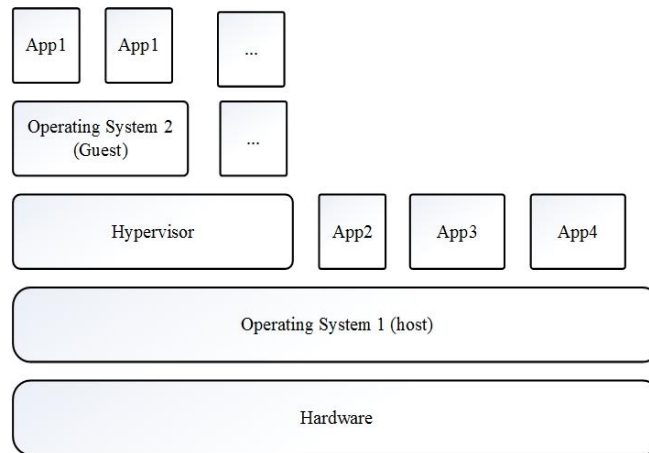 App1
App1
...
Operating System 2
(Guest)
...
Hypervisor
App2
App3
App4
Operating System 1 (host)
Hardware